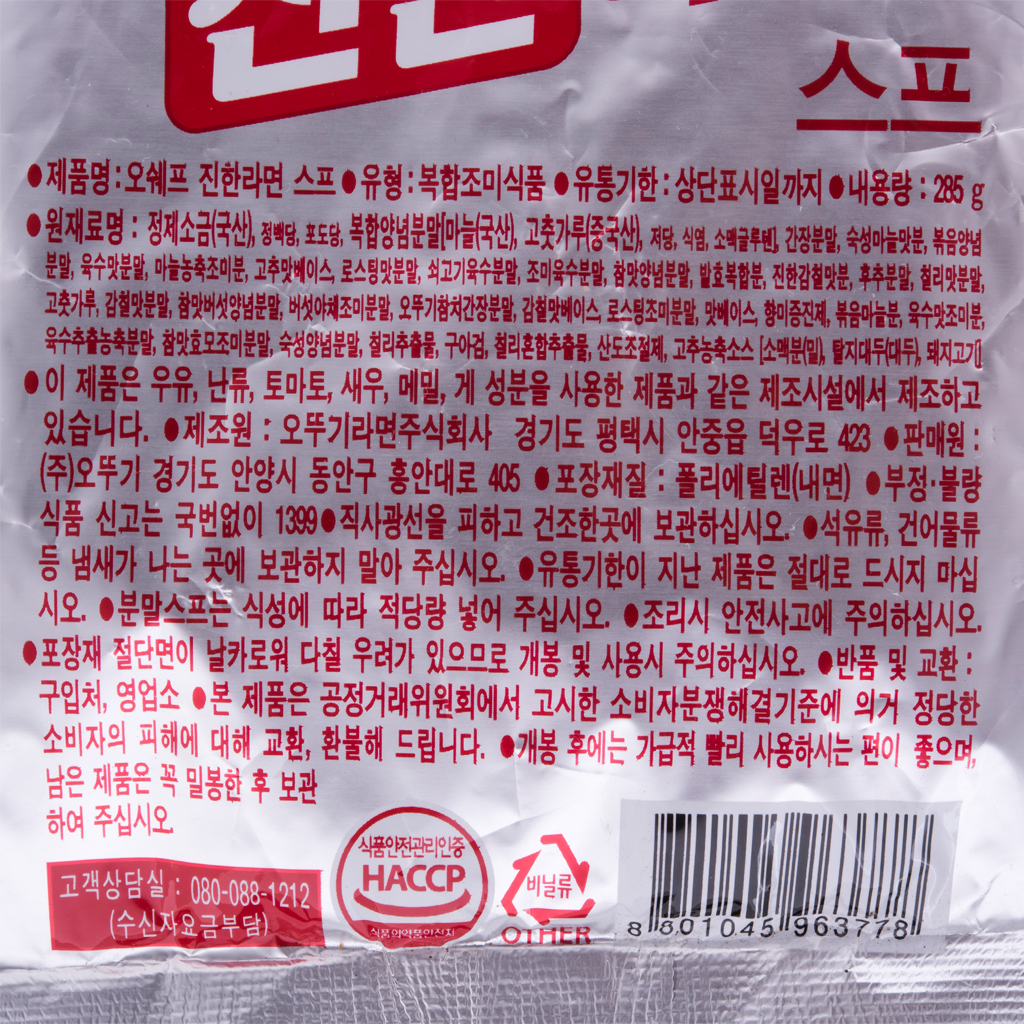 스프
●제품명:오쉐프 진한라면 스프 ●유형:복합조미식품 ●유통기한:상단표시일까지 ●내용량:285 g
●원재료명 : 정제소금(국산), 정백당, 포도당, 복합양념분말[마늘(국산), 고춧가루(중국산), 저당, 식염, 소맥글루텐], 간장분말, 숙성마늘맛분, 볶음양념
분말, 육수맛분말, 마늘농축조미분, 고추맛베이스, 로스팅맛분말, 쇠고기육수분말, 조미육수분말, 참맛양념분말, 발효복합분, 진한감칠맛분, 후추분말, 칠리맛분말,
고춧가루, 감칠맛분말, 참맛버섯양념분말, 버섯야채조미분말, 오뚜기참치간장분말, 감칠맛베이스, 로스팅조미분말, 맛베이스, 향미증진제, 볶음마늘분, 육수맛조미분,
육수추출농축분말, 참맛효모조미분말, 숙성양념분말, 칠리추출물, 구아검, 칠리혼합추출물, 산도조절제, 고추농축소스 [소맥분(밀), 탈지대두(대두), 돼지고기]
●이 제품은 우유, 난류, 토마토, 새우, 메밀, 게 성분을 사용한 제품과 같은 제조시설에서 제조하고
있습니다. ●제조원 : 오뚜기라면주식회사 경기도 평택시 안중읍 덕우로 423 ●판매원 :
(주)오뚜기 경기도 안양시 동안구 흥안대로 405 ●포장재질 : 폴리에틸렌(내면) ●부정·불량
식품 신고는 국번없이 1399●직사광선을 피하고 건조한곳에 보관하십시오. ●석유류, 건어물류
등 냄새가 나는 곳에 보관하지 말아 주십시오. ●유통기한이 지난 제품은 절대로 드시지 마십
시오. ●분말스프는 식성에 따라 적당량 넣어 주십시오. ●조리시 안전사고에 주의하십시오.
●포장재 절단면이 날카로워 다칠 우려가 있으므로 개봉 및 사용시 주의하십시오. ●반품 및 교환 :
구입처, 영업소 ●본 제품은 공정거래위원회에서 고시한 소비자분쟁해결기준에 의거 정당한
소비자의 피해에 대해 교환, 환불해 드립니다. ●개봉 후에는 가급적 빨리 사용하시는 편이 좋으며,
남은 제품은 꼭 밀봉한 후 보관
하여 주십시오
고객상담실 : 080-088-1212
(수신자요금부담)
식품안전관리인증
HACCP
식품의약품안전처
비닐류
OTHER
8 801045 963778